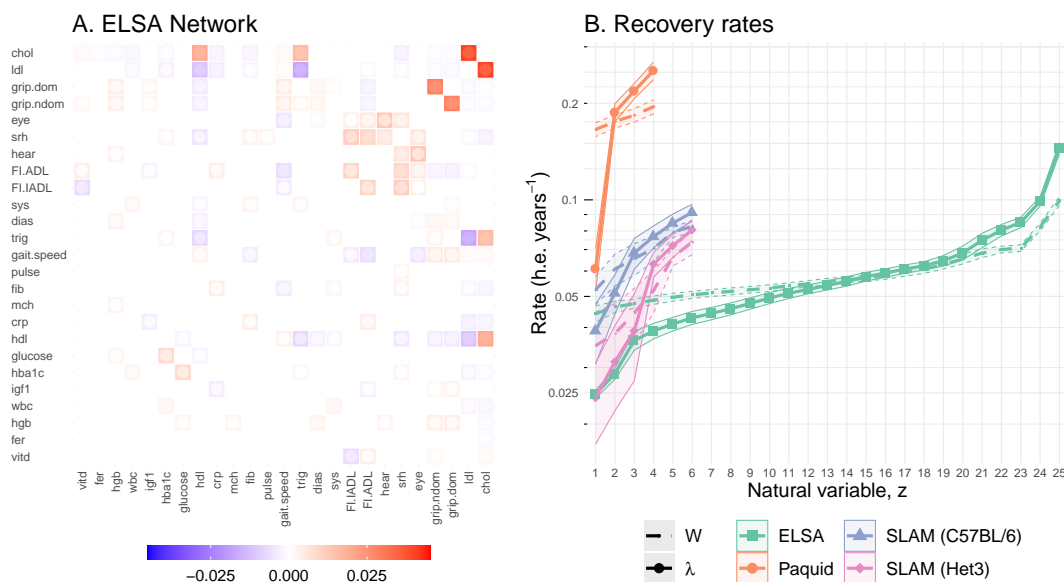 A. ELSA Network
chol
ldl
grip.dom
grip.ndom
eye
srh
hear
FI.ADL
FI.IADL
sys
dias
trig
gait.speed
pulse
fib
mch
crp
hdl
glucose
hba1c
igf1
wbc
hgb
fer
vitd
vitd
fer
hgb
wbc
igf1
hba1c
glucose
hdl
crp
mch
fib
pulse
gait.speed
trig
dias
sys
FI.IADL
FI.ADL
hear
srh
eye
grip.ndom
grip.dom
ldl
chol
−0.025 0.000 0.025
B. Recovery rates
Rate (h.e. years⁻¹)
0.2
0.1
0.05
0.025
1 2 3 4 5 6 7 8 9 10 11 12 13 14 15 16 17 18 19 20 21 22 23 24 25
Natural variable, z
W
λ
ELSA
Paquid
SLAM (C57BL/6)
SLAM (Het3)